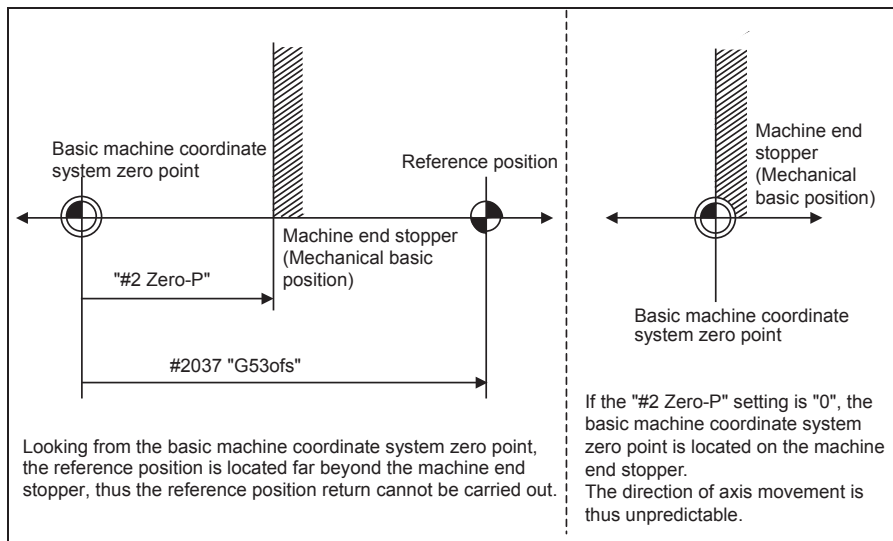 Basic machine coordinate
system zero point
Reference position
Machine end stopper
(Mechanical basic
position)
"#2 Zero-P"
#2037 "G53ofs"
Looking from the basic machine coordinate system zero point,
the reference position is located far beyond the machine end
stopper, thus the reference position return cannot be carried out.
Machine end
stopper
(Mechanical
basic position)
Basic machine coordinate
system zero point
If the "#2 Zero-P" setting is "0", the
basic machine coordinate system
zero point is located on the machine
end stopper.
The direction of axis movement is
thus unpredictable.